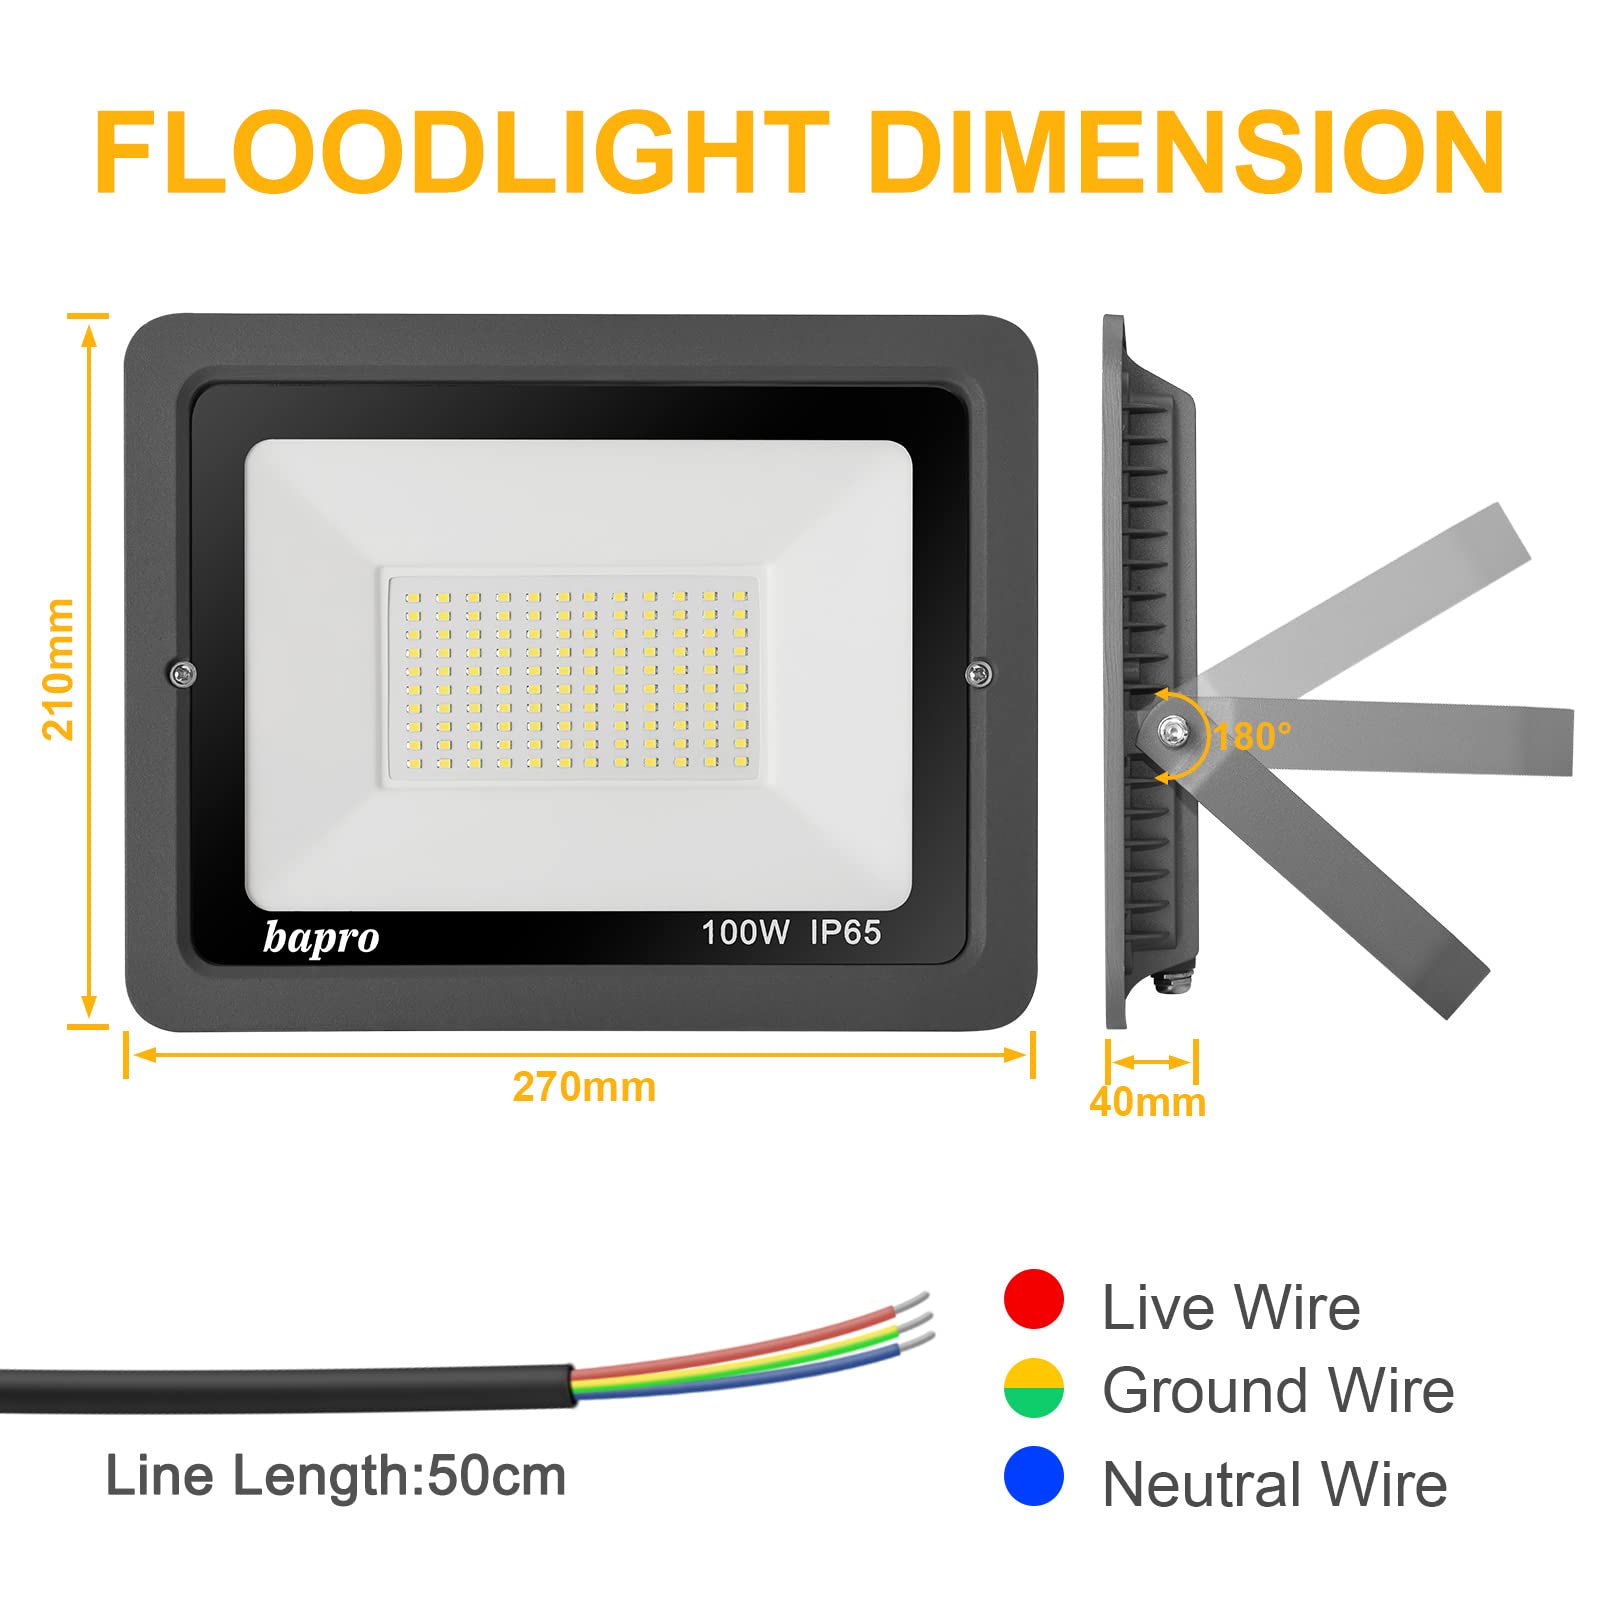 FLOODLIGHT DIMENSION
210mm
bapro
100W IP65
180°
270mm
40mm
Line Length:50cm
Live Wire
Ground Wire
Neutral Wire